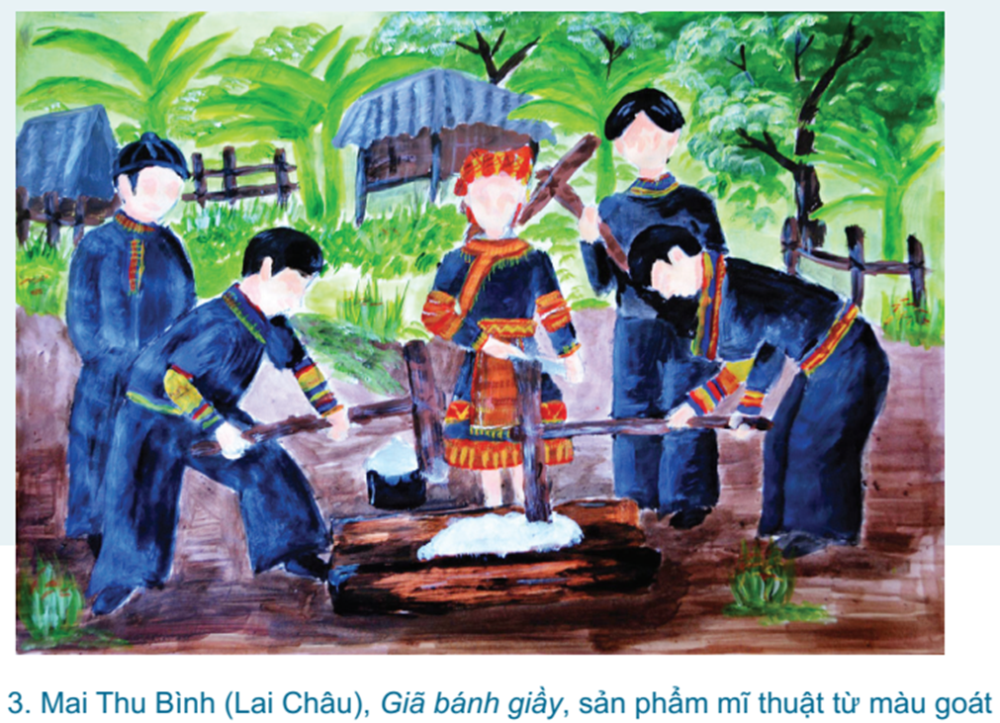 3. Mai Thu Bình (Lai Châu), Giã bánh giầy, sản phẩm mĩ thuật từ màu goát